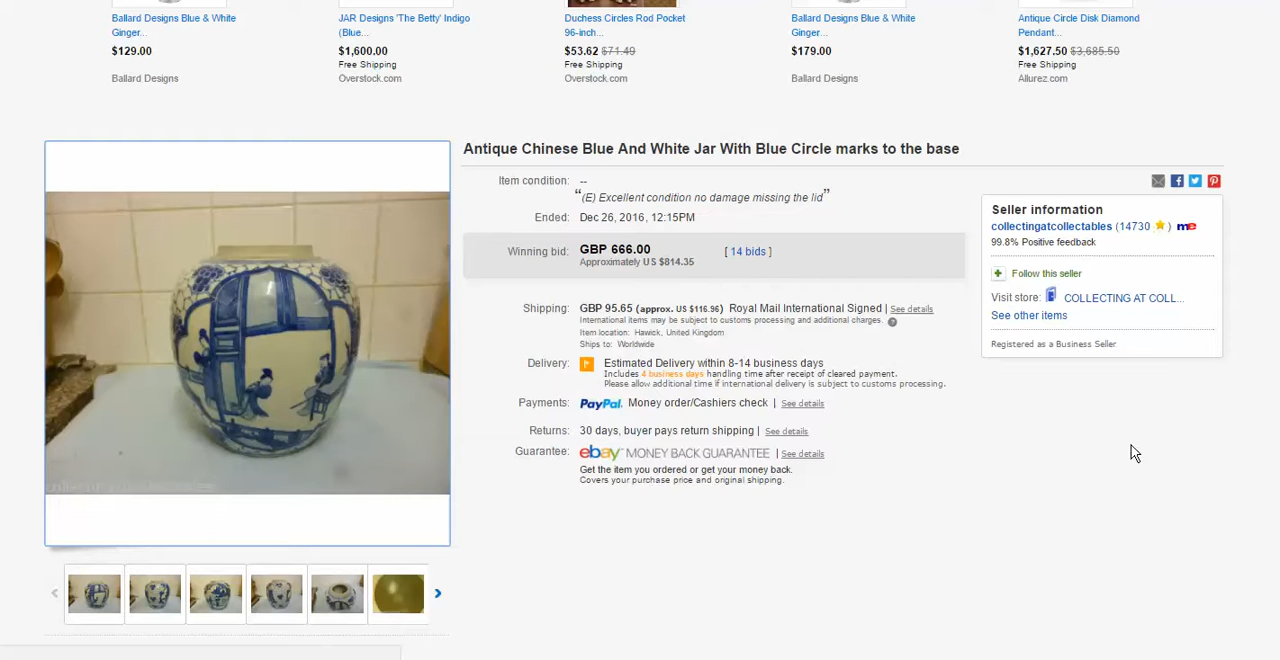 Ballard Designs Blue & White
Ginger...
$129.00
Ballard Designs
JAR Designs 'The Betty' Indigo
(Blue...
$1,600.00
Free Shipping
Overstock.com
Duchess Circles Rod Pocket
96-inch...
$53.62 $71.49
Free Shipping
Overstock.com
Ballard Designs Blue & White
Ginger...
$179.00
Ballard Designs
Antique Circle Disk Diamond
Pendant...
$1,627.50 $3,685.50
Free Shipping
Allurez.com
Antique Chinese Blue And White Jar With Blue Circle marks to the base
Item condition: --
“(E) Excellent condition no damage missing the lid”
Ended: Dec 26, 2016, 12:15PM
Winning bid: GBP 666.00 [ 14 bids ]
Approximately US $814.35
Shipping: GBP 95.65 (approx. US $116.96) Royal Mail International Signed | See details
International items may be subject to customs processing and additional charges. ?
Item location: Hawick, United Kingdom
Ships to: Worldwide
Delivery: Estimated Delivery within 8-14 business days
Includes 4 business days handling time after receipt of cleared payment.
Please allow additional time if international delivery is subject to customs processing.
Payments: PayPal, Money order/Cashiers check | See details
Returns: 30 days, buyer pays return shipping | See details
Guarantee: ebay MONEY BACK GUARANTEE | See details
Get the item you ordered or get your money back.
Covers your purchase price and original shipping.
Seller information
collectingatcollectables (14730 ) me
99.8% Positive feedback
+ Follow this seller
Visit store: COLLECTING AT COLL...
See other items
Registered as a Business Seller